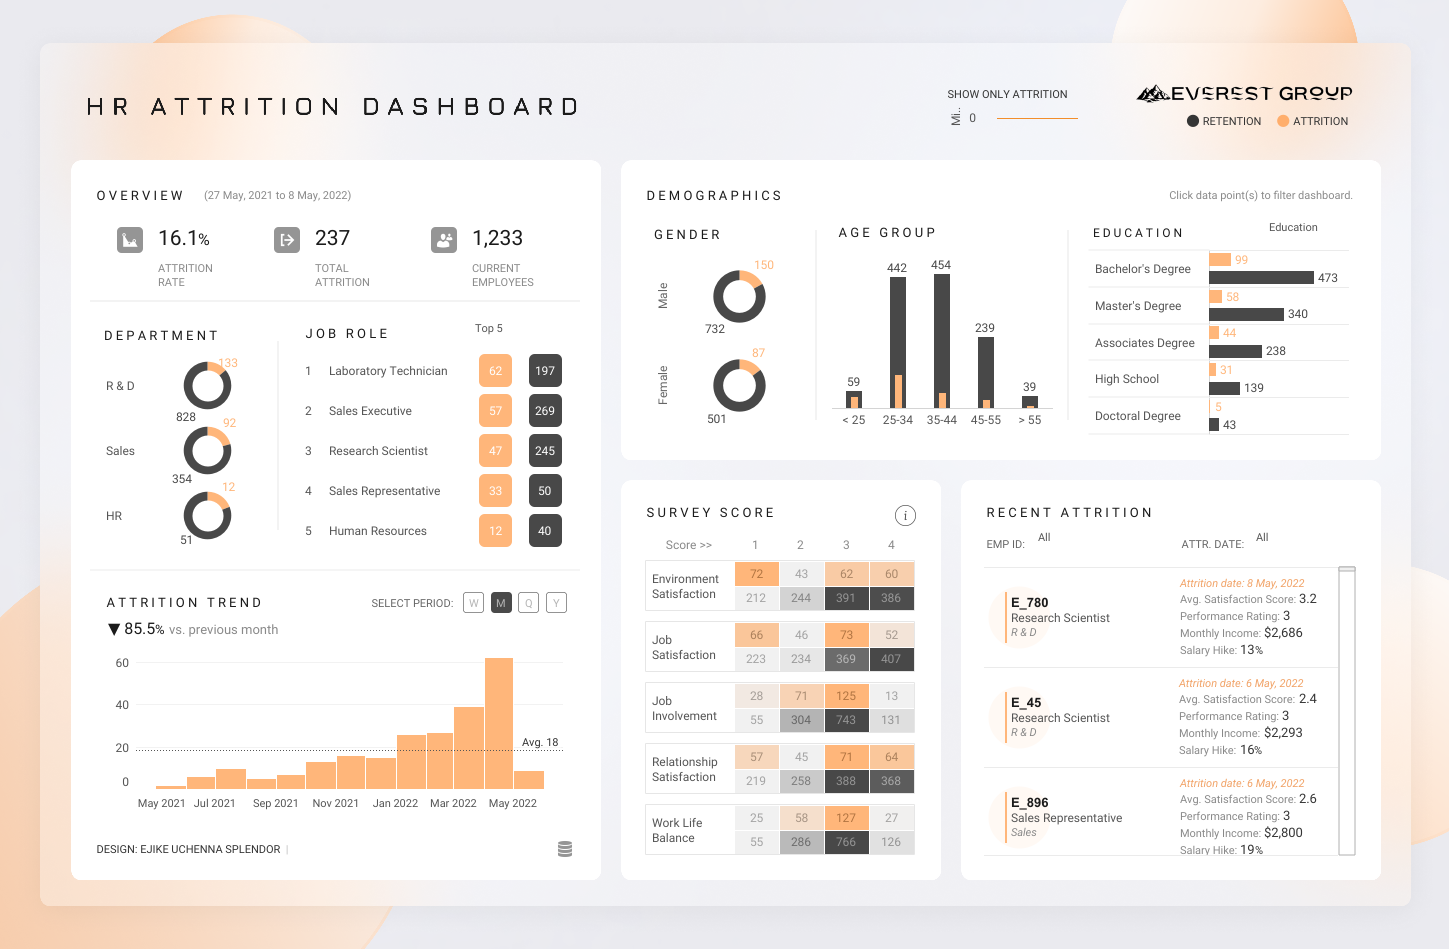 HR ATTRITION DASHBOARD
SHOW ONLY ATTRITION
Mi..
0
EVEREST GROUP
RETENTION
ATTRITION
OVERVIEW
(27 May, 2021 to 8 May, 2022)
16.1%
ATTRITION
RATE
237
TOTAL
ATTRITION
1,233
CURRENT
EMPLOYEES
DEPARTMENT
R & D
133
828
Sales
92
354
HR
12
51
JOB ROLE
Top 5
1 Laboratory Technician 62 197
2 Sales Executive 57 269
3 Research Scientist 47 245
4 Sales Representative 33 50
5 Human Resources 12 40
ATTRITION TREND
SELECT PERIOD: W M Q Y
▼ 85.5% vs. previous month
60
40
20
0
Avg. 18
May 2021 Jul 2021 Sep 2021 Nov 2021 Jan 2022 Mar 2022 May 2022
DESIGN: EJIKE UCHENNA SPLENDOR |
DEMOGRAPHICS
Click data point(s) to filter dashboard.
GENDER
Male
150
732
Female
87
501
AGE GROUP
59 442 454 239 39
< 25 25-34 35-44 45-55 > 55
EDUCATION
Education
Bachelor's Degree
99
473
Master's Degree
58
340
Associates Degree
44
238
High School
31
139
Doctoral Degree
5
43
SURVEY SCORE
i
Score >> 1 2 3 4
Environment
Satisfaction
72 43 62 60
212 244 391 386
Job
Satisfaction
66 46 73 52
223 234 369 407
Job
Involvement
28 71 125 13
55 304 743 131
Relationship
Satisfaction
57 45 71 64
219 258 388 368
Work Life
Balance
25 58 127 27
55 286 766 126
RECENT ATTRITION
EMP ID: All
ATTR. DATE: All
E_780
Research Scientist
R & D
Attrition date: 8 May, 2022
Avg. Satisfaction Score: 3.2
Performance Rating: 3
Monthly Income: $2,686
Salary Hike: 13%
E_45
Research Scientist
R & D
Attrition date: 6 May, 2022
Avg. Satisfaction Score: 2.4
Performance Rating: 3
Monthly Income: $2,293
Salary Hike: 16%
E_896
Sales Representative
Sales
Attrition date: 6 May, 2022
Avg. Satisfaction Score: 2.6
Performance Rating: 3
Monthly Income: $2,800
Salary Hike: 19%